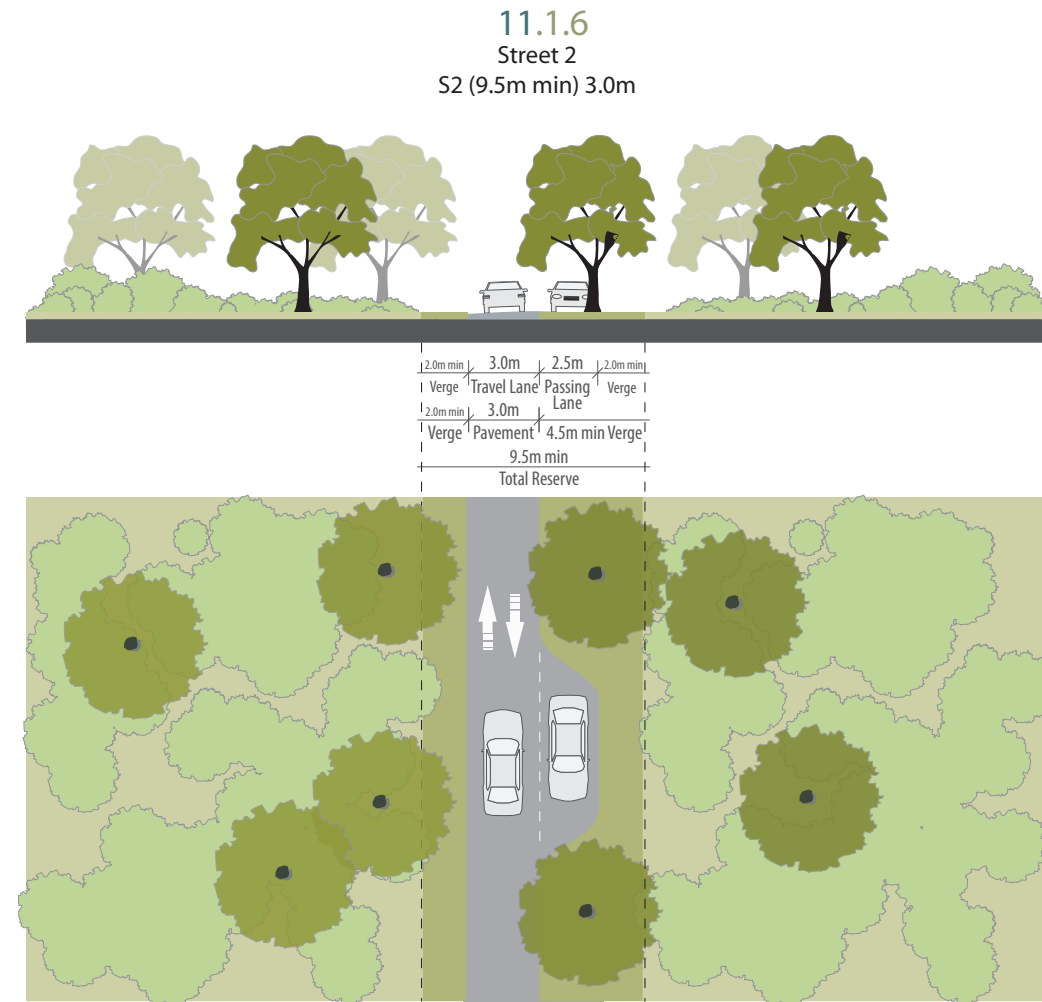 11.1.6
Street 2
S2 (9.5m min) 3.0m
2.0m min 3.0m 2.5m 2.0m min
Verge Travel Lane Passing Lane Verge
2.0m min 3.0m
Verge Pavement 4.5m min Verge
9.5m min
Total Reserve